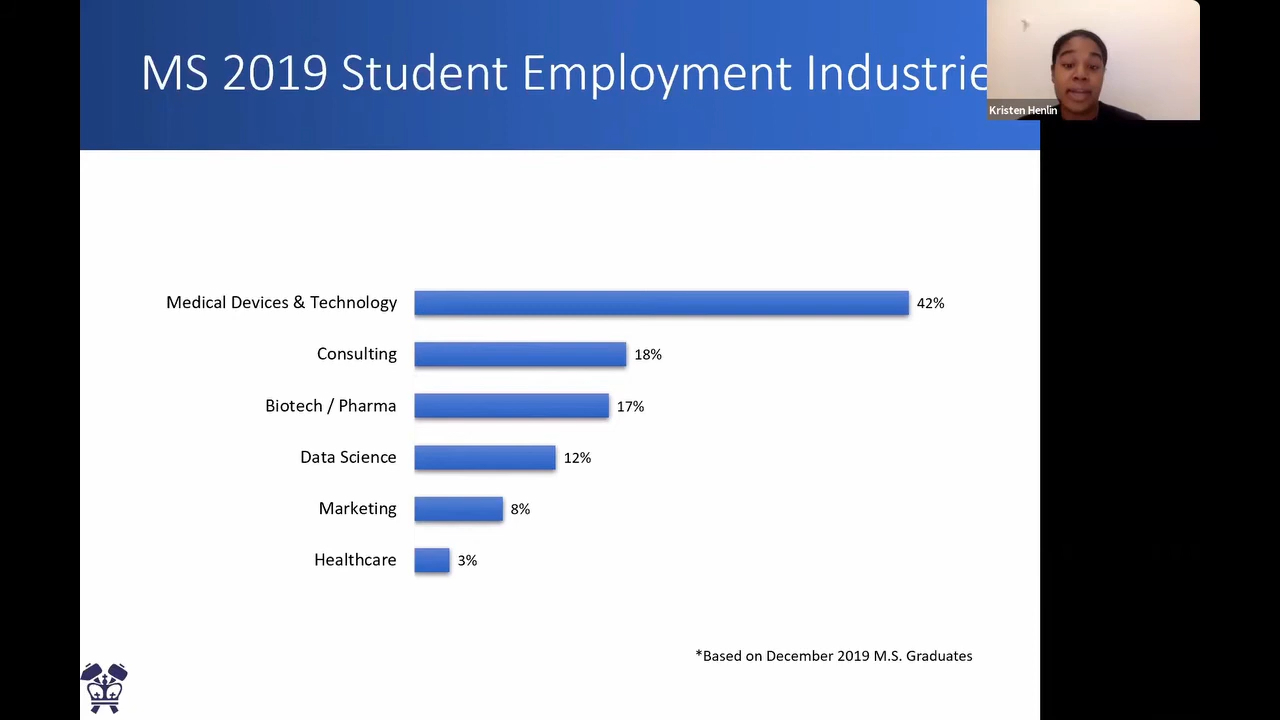 MS 2019 Student Employment Industrie
Kristen Henlin
Medical Devices & Technology 42%
Consulting 18%
Biotech / Pharma 17%
Data Science 12%
Marketing 8%
Healthcare 3%
*Based on December 2019 M.S. Graduates